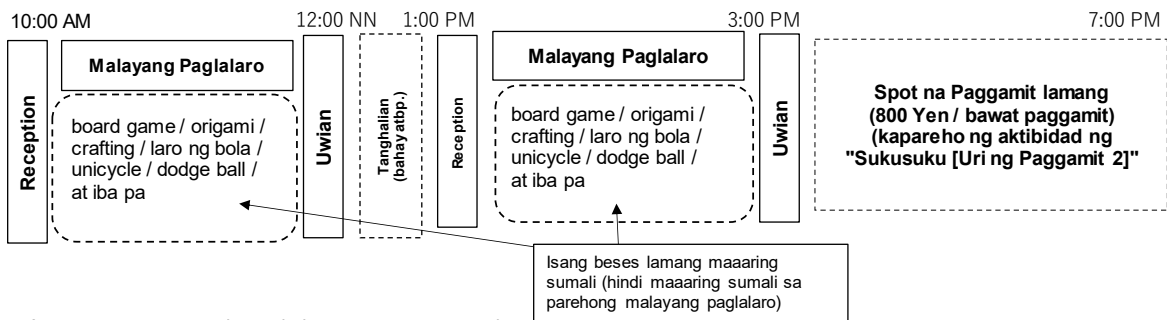 10:00 AM
12:00 NN
1:00 PM
3:00 PM
7:00 PM
Reception
Malayang Paglalaro
board game / origami /
crafting / laro ng bola /
unicycle / dodge ball /
at iba pa
Uwian
Tanghalian
(bahay atbp.)
Reception
Malayang Paglalaro
board game / origami /
crafting / laro ng bola /
unicycle / dodge ball /
at iba pa
Uwian
Spot na Paggamit lamang
(800 Yen / bawat paggamit)
(kapareho ng aktibidad ng
"Sukusuku [Uri ng Paggamit 2]"
Isang beses lamang maaaring
sumali (hindi maaaring sumali sa
parehong malayang paglalaro)